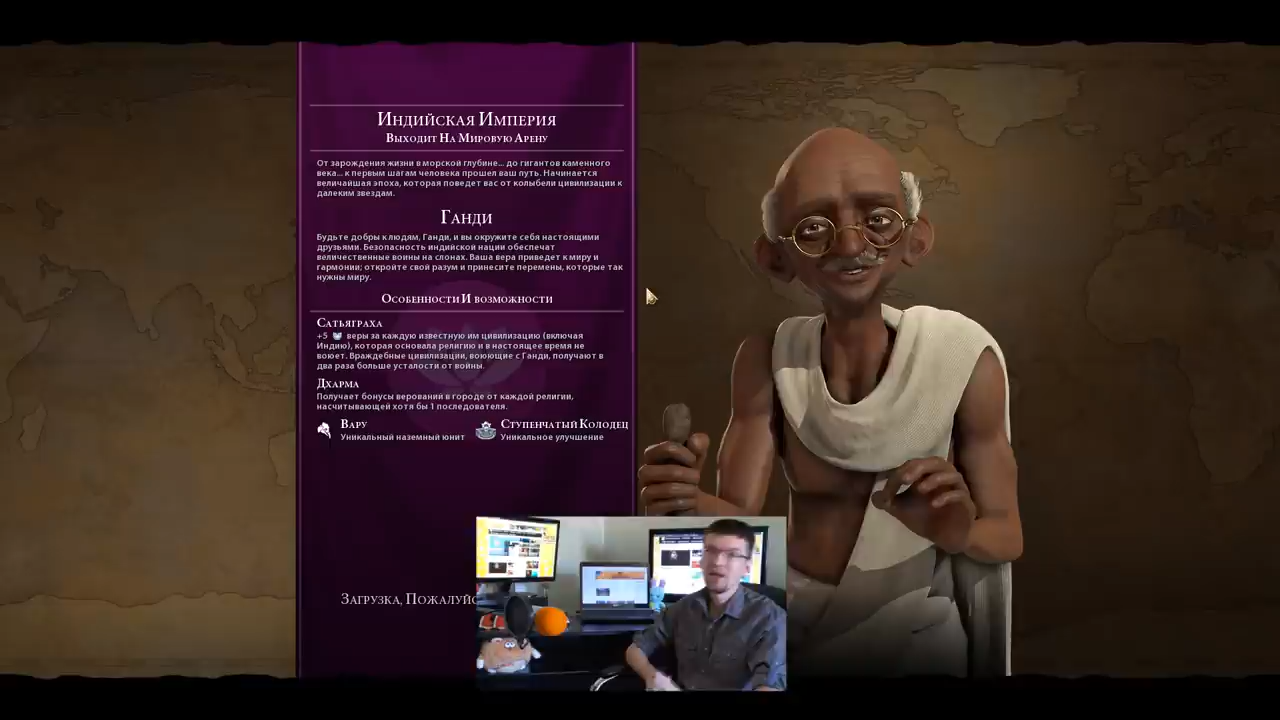 Индийская Империя
Выходит На Мировую Арену
От зарождения жизни в морской глубине... до гигантов каменного
века... к первым шагам человека прошел ваш путь. Начинается
величайшая эпоха, которая поведет вас от колыбели цивилизации к
далеким звездам.
Ганди
Будьте добры к людям, Ганди, и вы окружите себя настоящими
друзьями. Безопасность индийской нации обеспечат
величественные воины на слонах. Ваша вера приведет к миру и
гармонии; откройте свой разум и принесите перемены, которые так
нужны миру.
Особенности И возможности
Сатьяграха
+5 веры за каждую известную им цивилизацию (включая
Индию), которая основала религию и в настоящее время не
воюет. Враждебные цивилизации, воюющие с Ганди, получают в
два раза больше усталости от войны.
Дхарма
Получает бонусы верований в городе от каждой религии,
насчитывающей хотя бы 1 последователя.
Вару
Уникальный наземный юнит
Ступенчатый Колодец
Уникальное улучшение
Загрузка, Пожалуйс